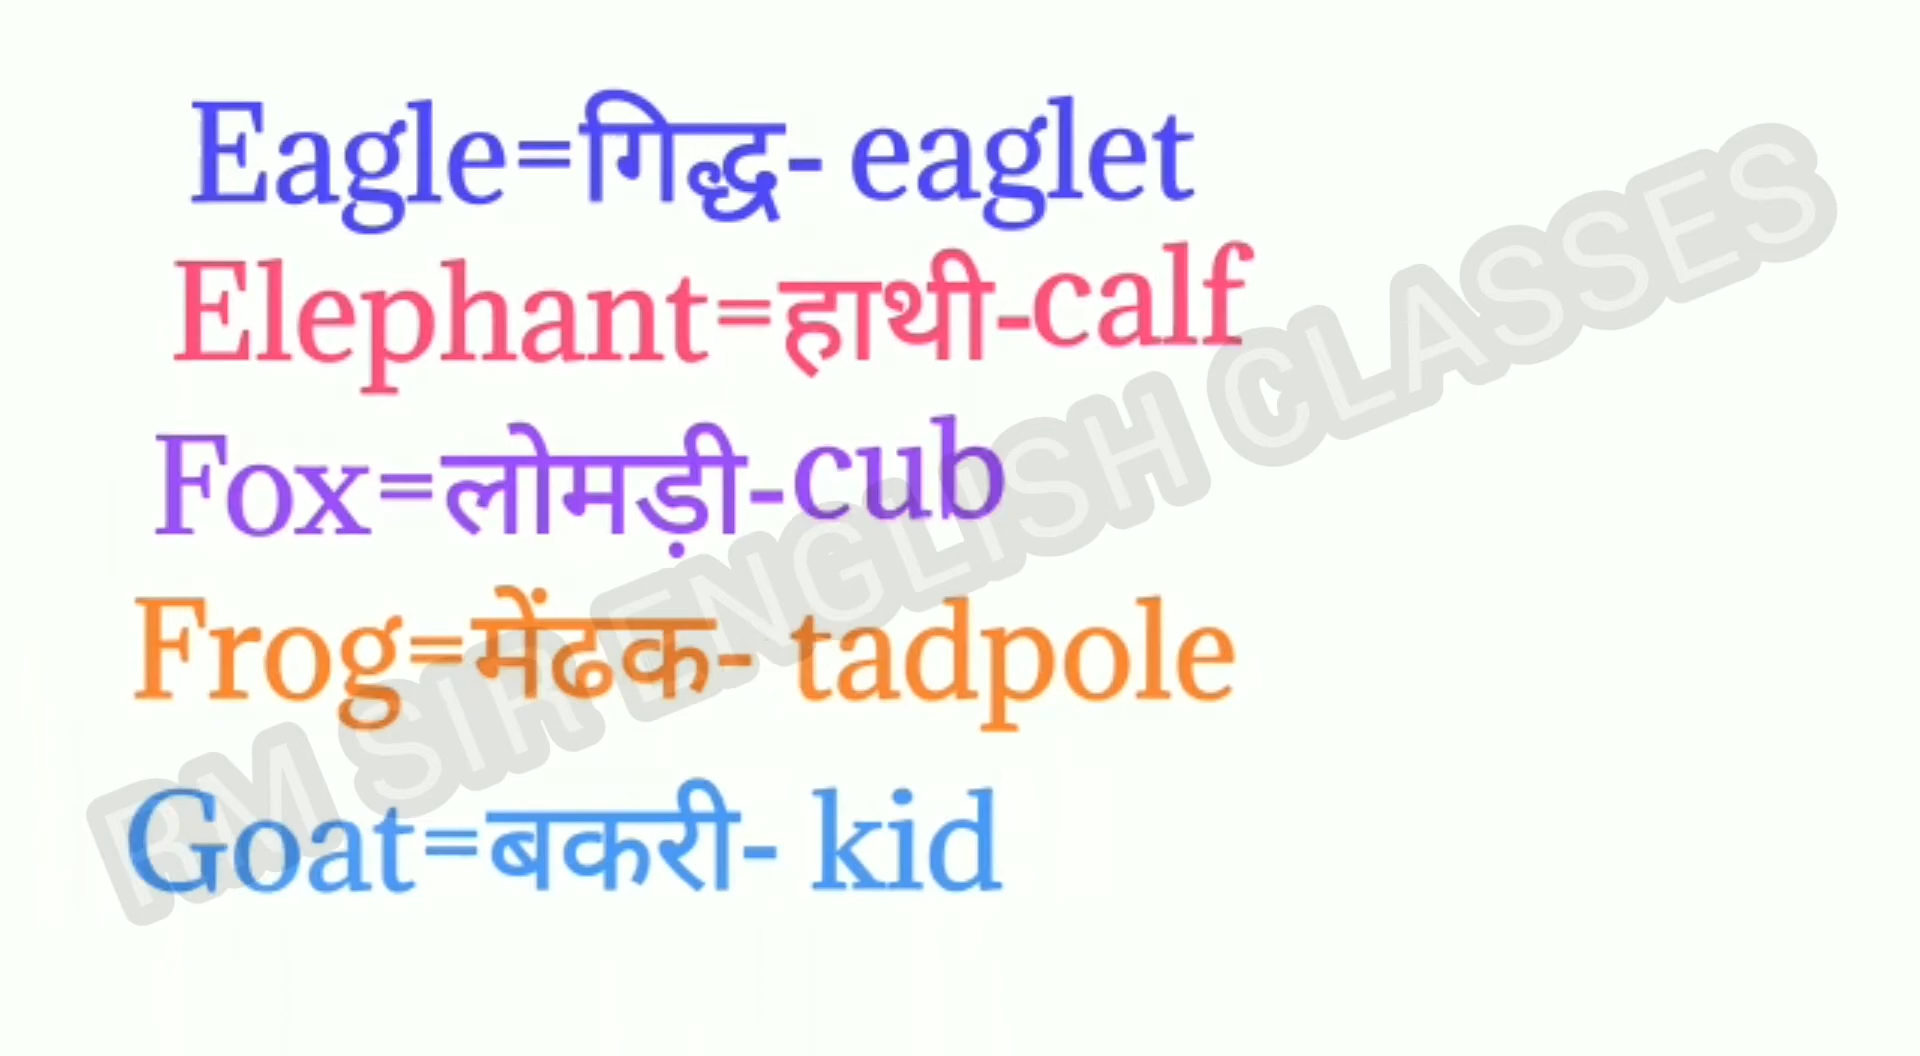 Eagle=गिद्ध- eaglet
Elephant=हाथी-calf
Fox=लोमड़ी-cub
Frog=मेंढक- tadpole
Goat=बकरी- kid
RM SIR ENGLISH CLASSES